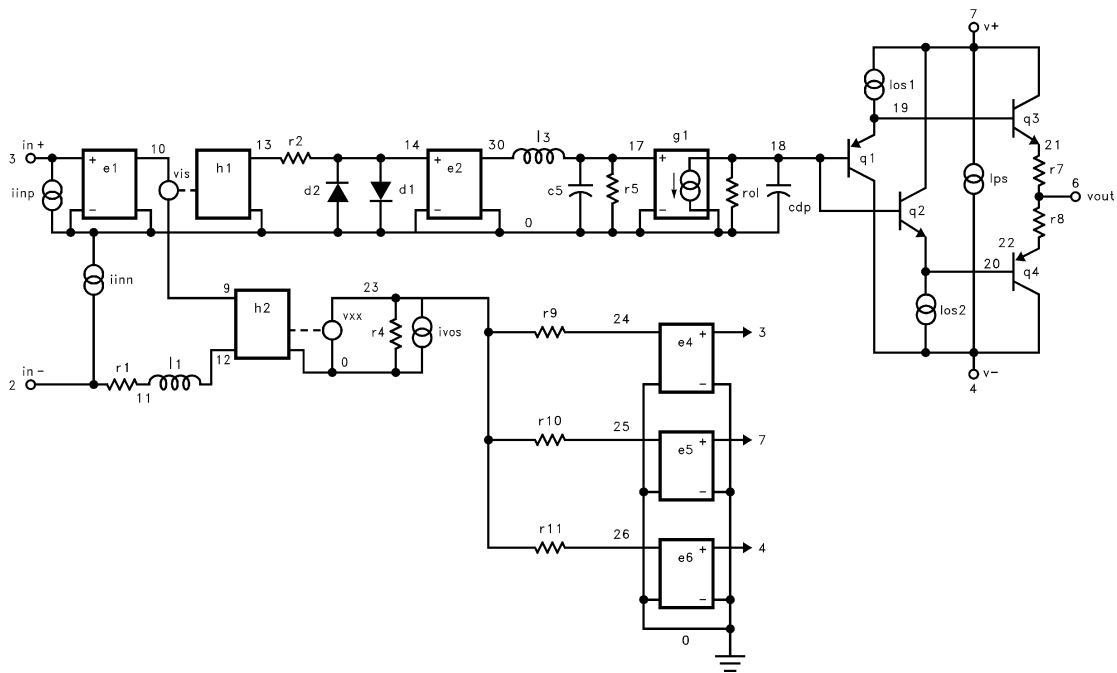 7
v+
Ios1
19
q3
in+
3
10
13
r2
14
30
l3
17
g1
18
e1
+
−
vis
h1
e2
+
−
+
q1
21
r7
iinp
d2
d1
c5
r5
rol
cdp
Ips
6
vout
q2
r8
0
22
iinn
20
q4
9
h2
23
vxx
r4
ivos
Ios2
r9
24
e4
+
−
3
12
0
v−
4
in−
2
r1
l1
11
r10
25
e5
+
−
7
r11
26
e6
+
−
4
0